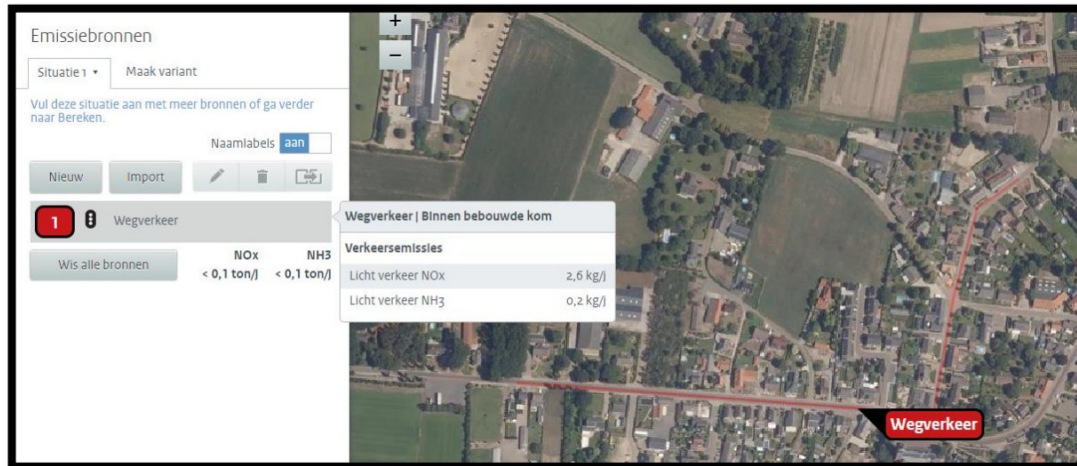 Emissiebronnen
Situatie 1 ▾ Maak variant
Vul deze situatie aan met meer bronnen of ga verder
naar Bereken.
Naamlabels aan
Nieuw Import
1 Wegverkeer
Wis alle bronnen
NOx NH3
< 0,1 ton/j < 0,1 ton/j
Wegverkeer | Binnen bebouwde kom
Verkeersemissies
Licht verkeer NOx 2,6 kg/j
Licht verkeer NH3 0,2 kg/j
+
−
Wegverkeer